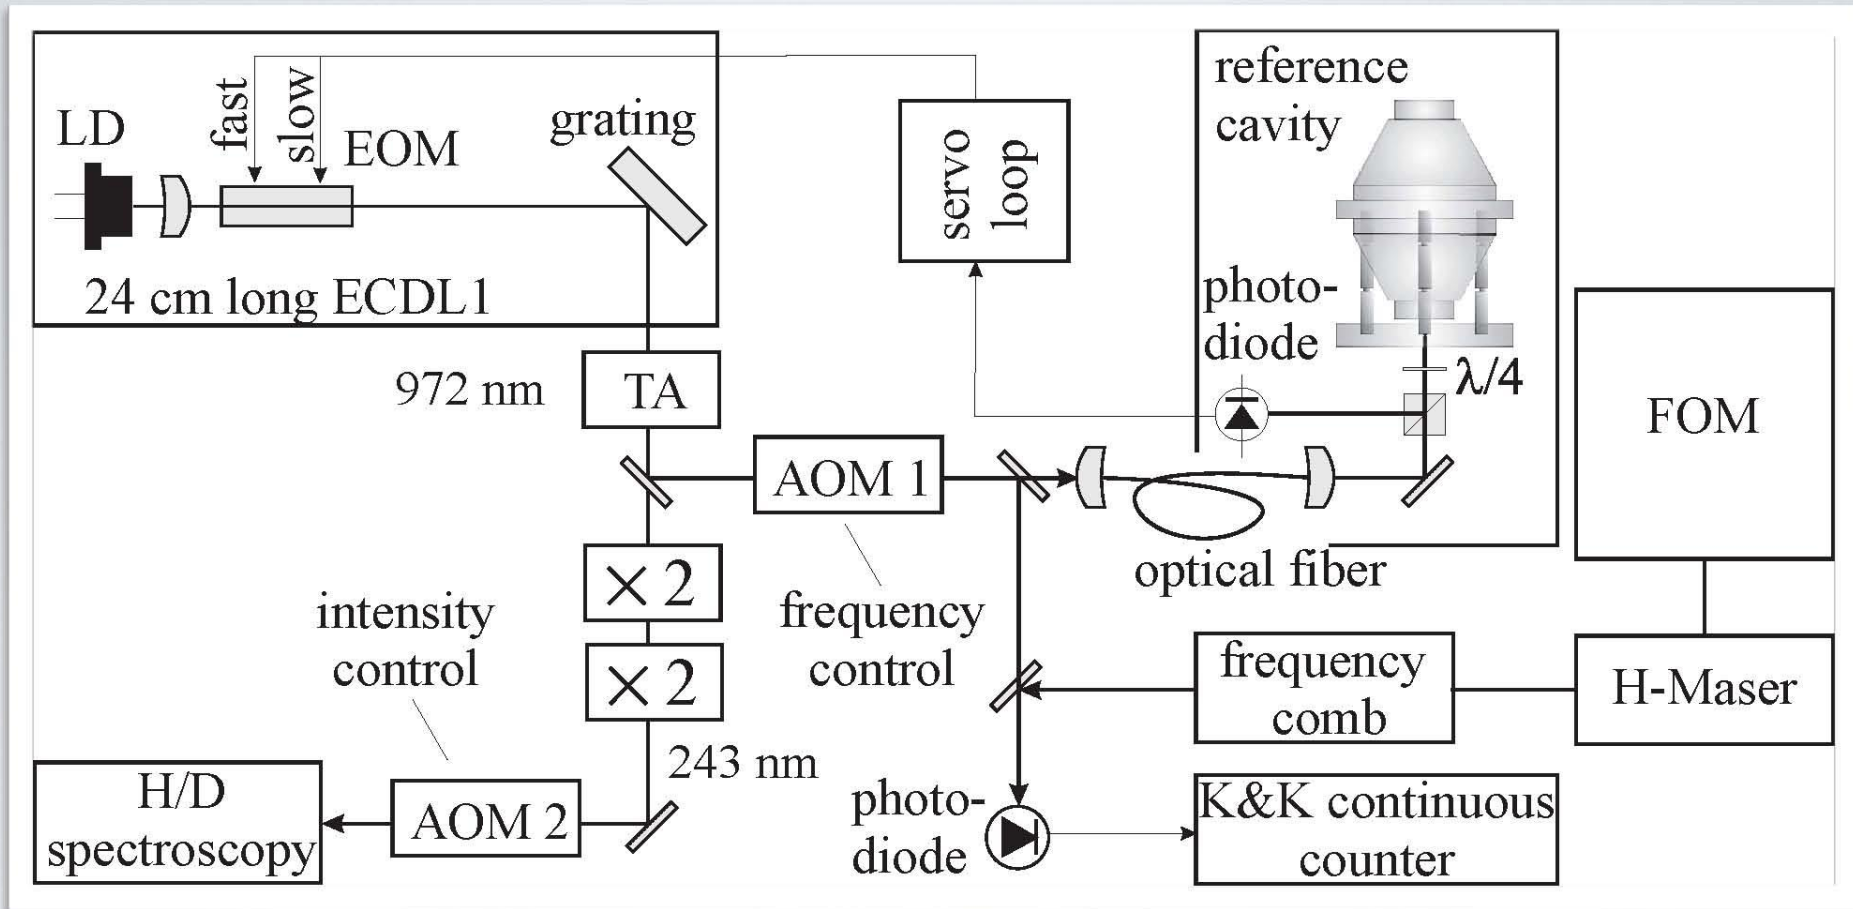 LD
fast
slow
EOM
grating
24 cm long ECDL1
servo
loop
reference
cavity
photo-
diode
λ/4
972 nm
TA
AOM 1
FOM
optical fiber
× 2
× 2
intensity
control
frequency
control
frequency
comb
H-Maser
243 nm
H/D
spectroscopy
AOM 2
photo-
diode
K&K continuous
counter